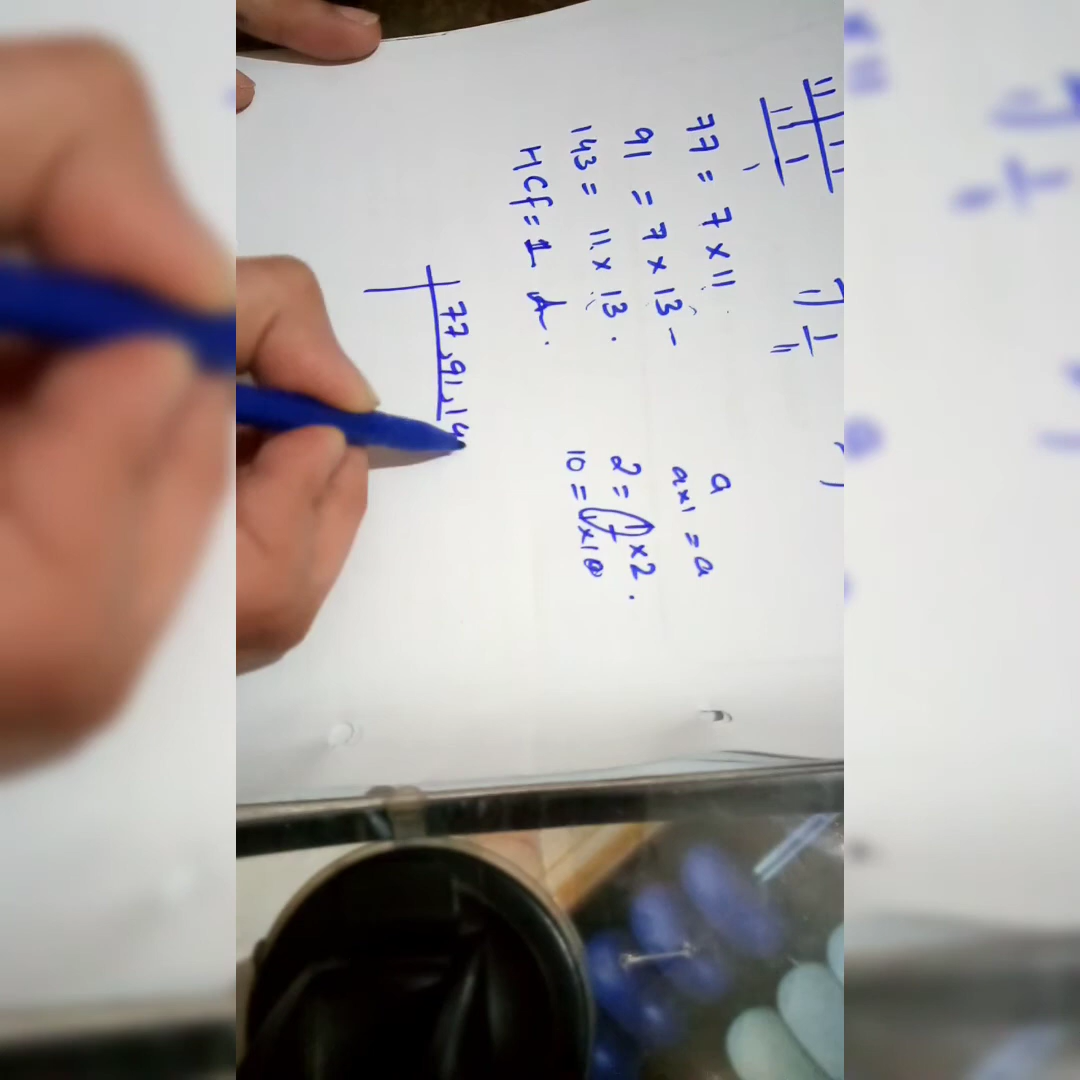 77 = 7 x 11
91 = 7 x 13 -
143 = 11 x 13 .
HCf = 1
77, 91, 14
a
a x 1 = a
2 = 1 x 2 .
10 = 1 x 10